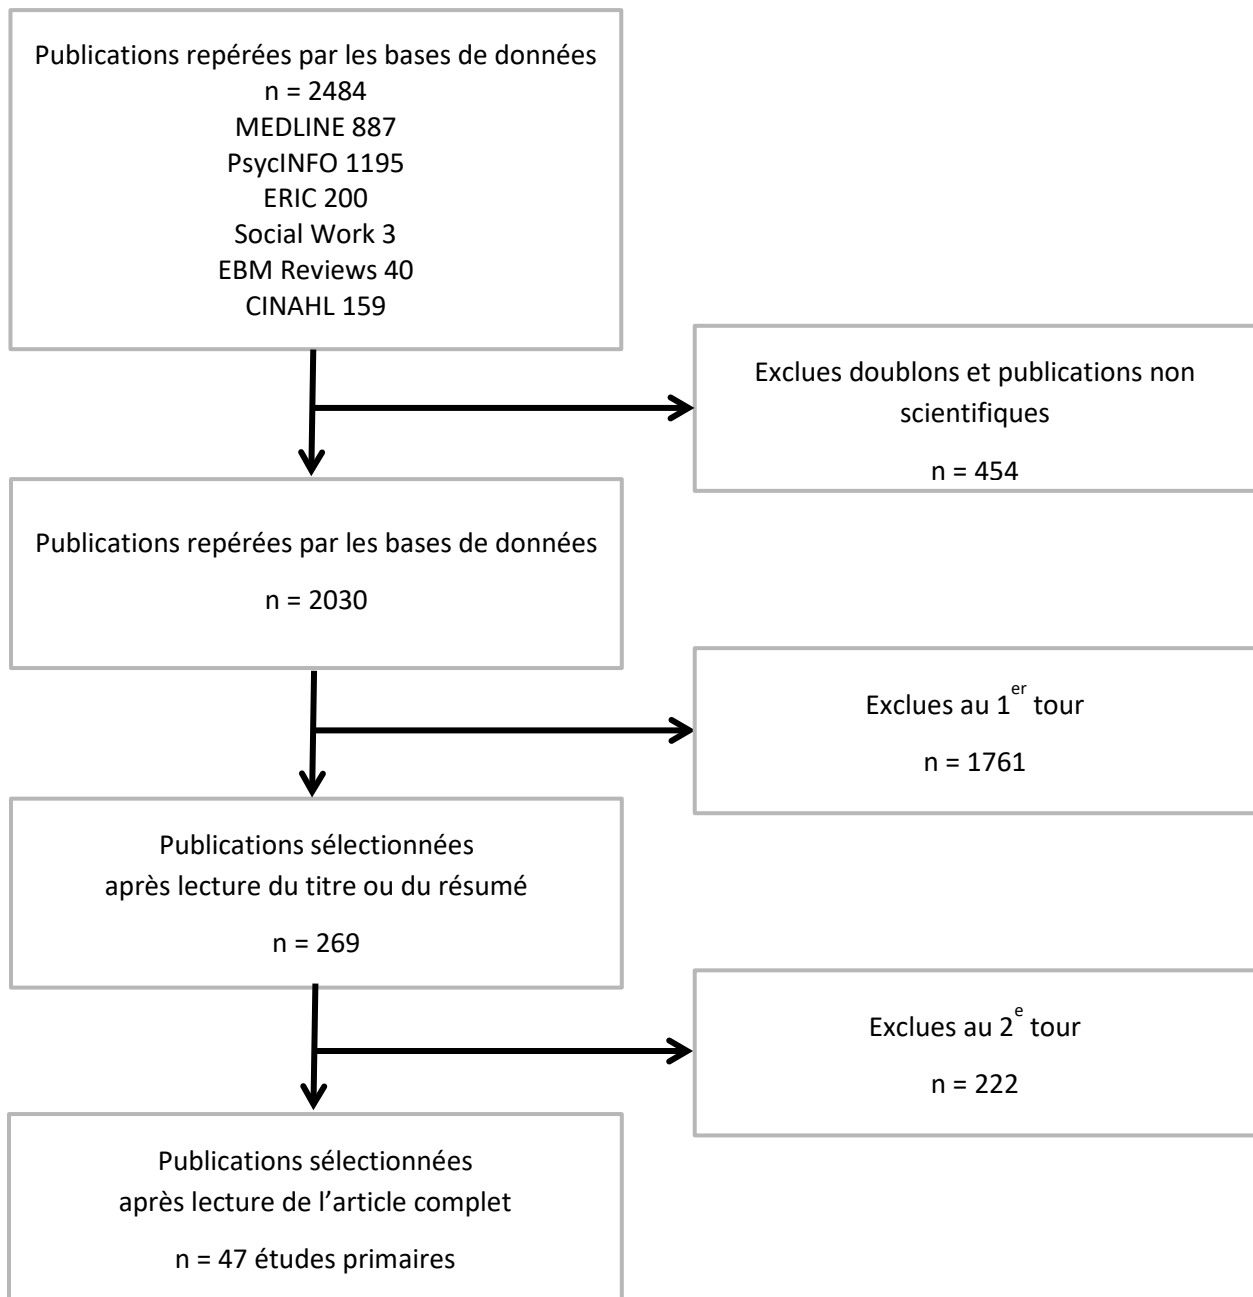 Publications repérées par les bases de données
n = 2484
MEDLINE 887
PsycINFO 1195
ERIC 200
Social Work 3
EBM Reviews 40
CINAHL 159
Exclues doublons et publications non
scientifiques
n = 454
Publications repérées par les bases de données
n = 2030
Exclues au 1er tour
n = 1761
Publications sélectionnées
après lecture du titre ou du résumé
n = 269
Exclues au 2e tour
n = 222
Publications sélectionnées
après lecture de l’article complet
n = 47 études primaires